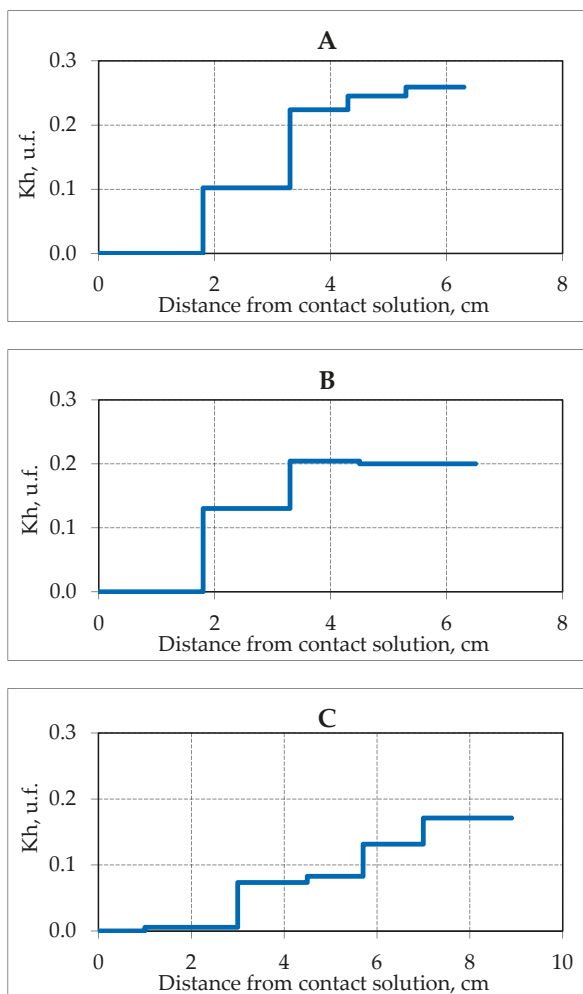 A
0.3
0.2
0.1
0.0
Kh, u.f.
0 2 4 6 8
Distance from contact solution, cm
B
0.3
0.2
0.1
0.0
Kh, u.f.
0 2 4 6 8
Distance from contact solution, cm
C
0.3
0.2
0.1
0.0
Kh, u.f.
0 2 4 6 8 10
Distance from contact solution, cm